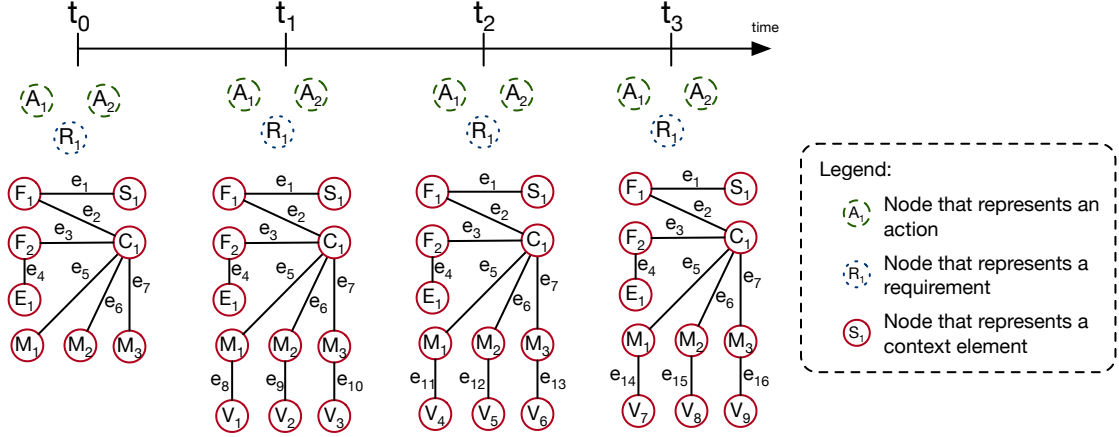 t0 t1 t2 t3
time
A1 A2 A1 A2 A1 A2 A1 A2
R1 R1 R1 R1
F1 e1 S1 F1 e1 S1 F1 e1 S1 F1 e1 S1
e2 e2 e2 e2
F2 e3 C1 F2 e3 C1 F2 e3 C1 F2 e3 C1
e4 e5 e7 e4 e5 e7 e4 e5 e7 e4 e5 e7
E1 e6 E1 e6 E1 e6 E1 e6
M1 M2 M3 M1 M2 M3 M1 M2 M3 M1 M2 M3
e8 e9 e10 e11 e12 e13 e14 e15 e16
V1 V2 V3 V4 V5 V6 V7 V8 V9
Legend:
A1 Node that represents an
action
R1 Node that represents a
requirement
S1 Node that represents a
context element